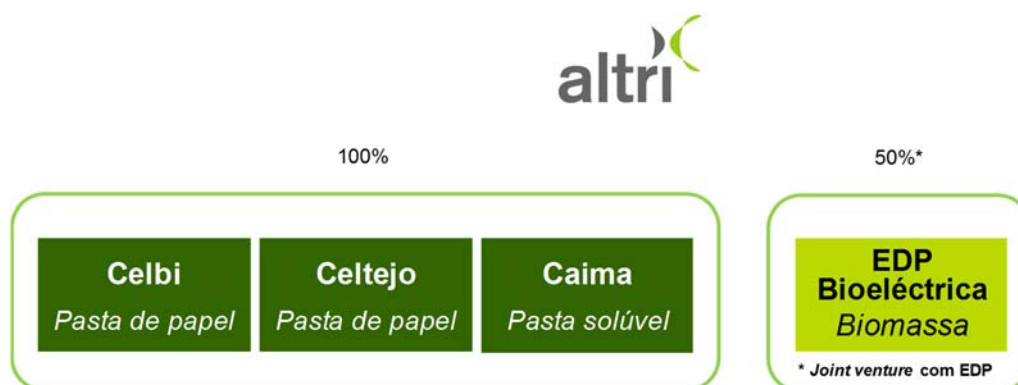 altri
100%
50%*
Celbi
Pasta de papel
Celtejo
Pasta de papel
Caima
Pasta solúvel
EDP
Bioeléctrica
Biomassa
* Joint venture com EDP